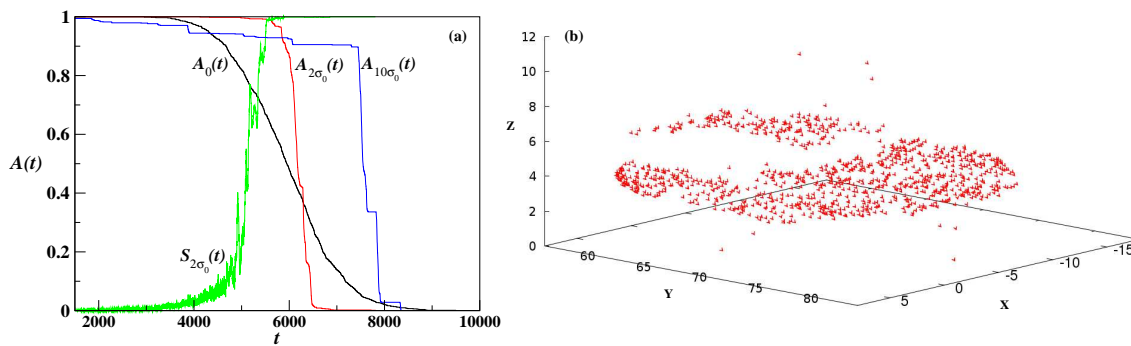 1
(a)
A0(t)
A2σ0(t)
A10σ0(t)
0.8
0.6
A(t)
0.4
S2σ0(t)
0.2
0
2000 4000 6000 8000 10000
t
(b)
12
10
Z
8
6
4
2
0
60 65 70 75 80
Y
5 0 -5 -10 -15
X